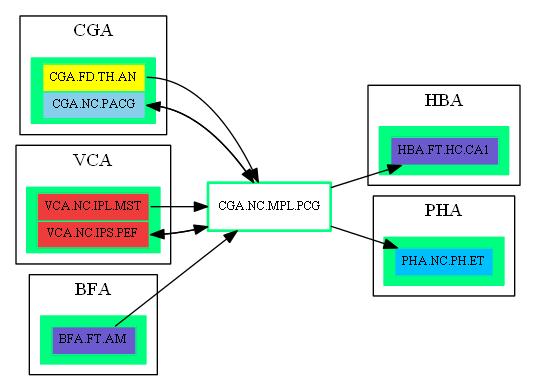 CGA
CGA.FD.TH.AN
CGA.NC.PACG
VCA
VCA.NC.IPL.MST
VCA.NC.IPS.PEF
BFA
BFA.FT.AM
CGA.NC.MPL.PCG
HBA
HBA.FT.HC.CA1
PHA
PHA.NC.PH.ET